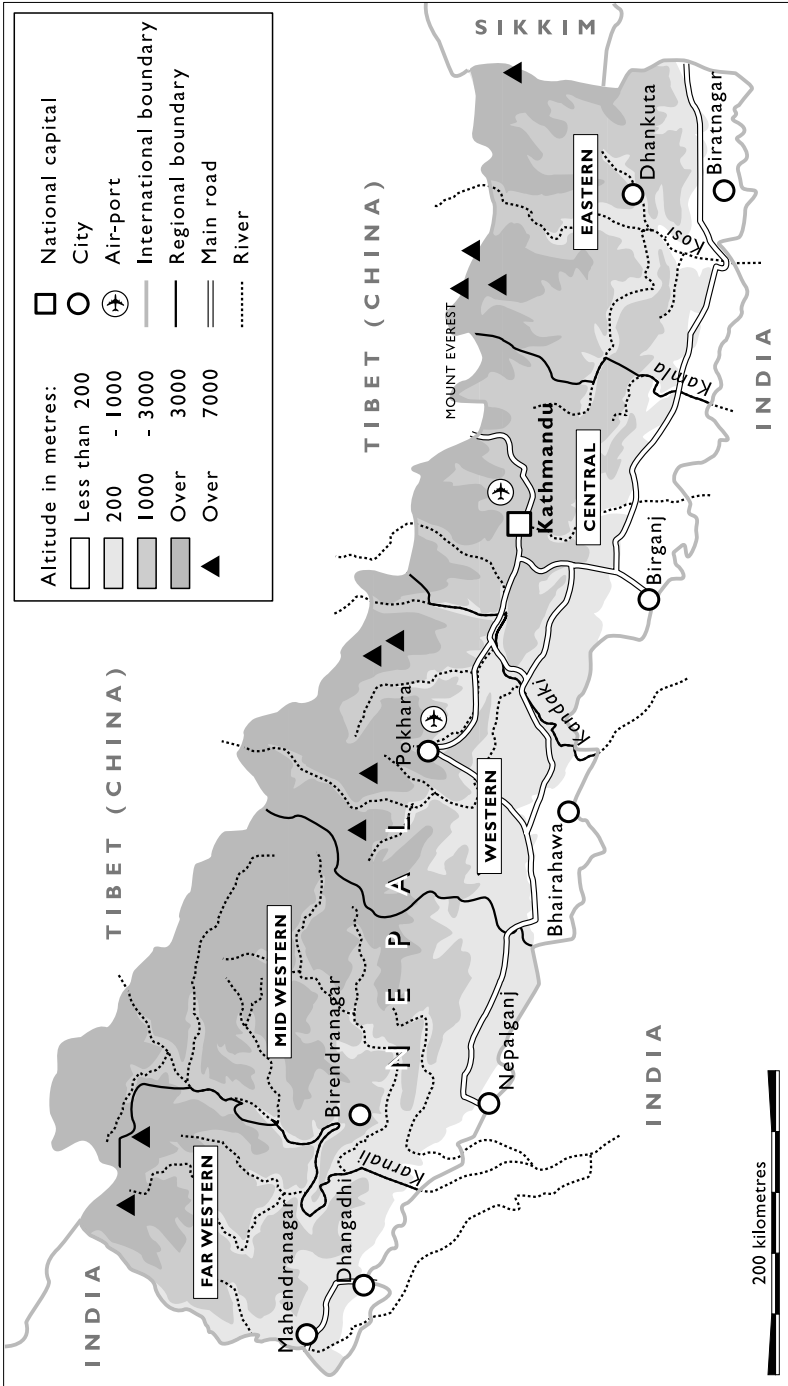 Altitude in metres:
Less than 200
200 - 1000
1000 - 3000
Over 3000
Over 7000
National capital
City
Air-port
International boundary
Regional boundary
Main road
River
INDIA
TIBET (CHINA)
TIBET (CHINA)
SIKKIM
FAR WESTERN
MID WESTERN
WESTERN
CENTRAL
EASTERN
NEPAL
MOUNT EVEREST
Mahendranagar
Dhangadhi
Birendranagar
Karnali
Nepalganj
Pokhara
Bhairahawa
Kandaki
Kathmandu
Birganj
Kamla
Kosi
Dhankuta
Biratnagar
INDIA
INDIA
200 kilometres